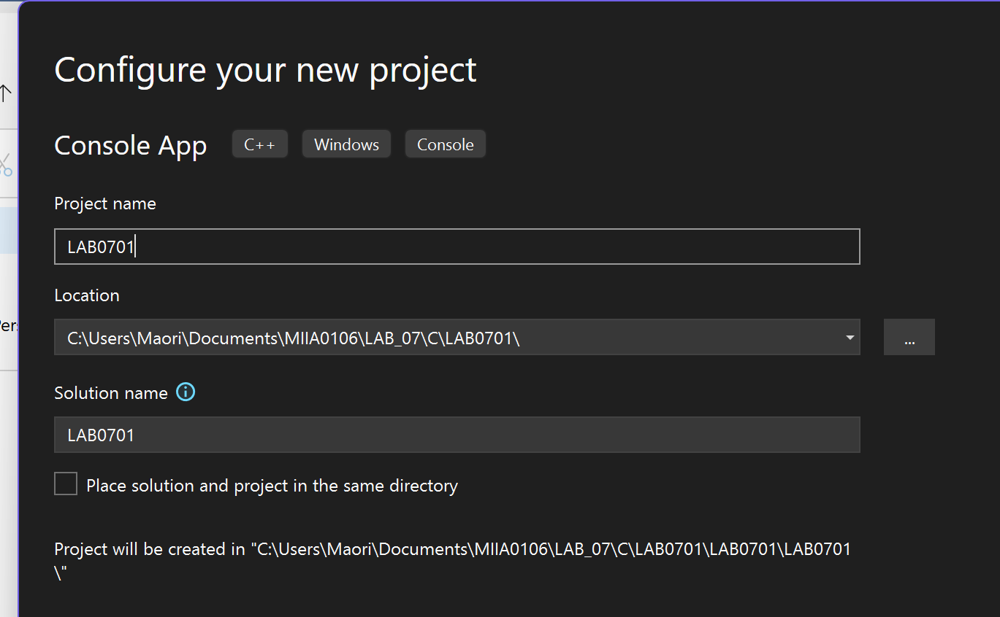 Configure your new project
Console App C++ Windows Console
Project name
LAB0701
Location
C:\Users\Maori\Documents\MIIA0106\LAB_07\C\LAB0701\
...
Solution name
LAB0701
Place solution and project in the same directory
Project will be created in "C:\Users\Maori\Documents\MIIA0106\LAB_07\C\LAB0701\LAB0701\LAB0701
\"